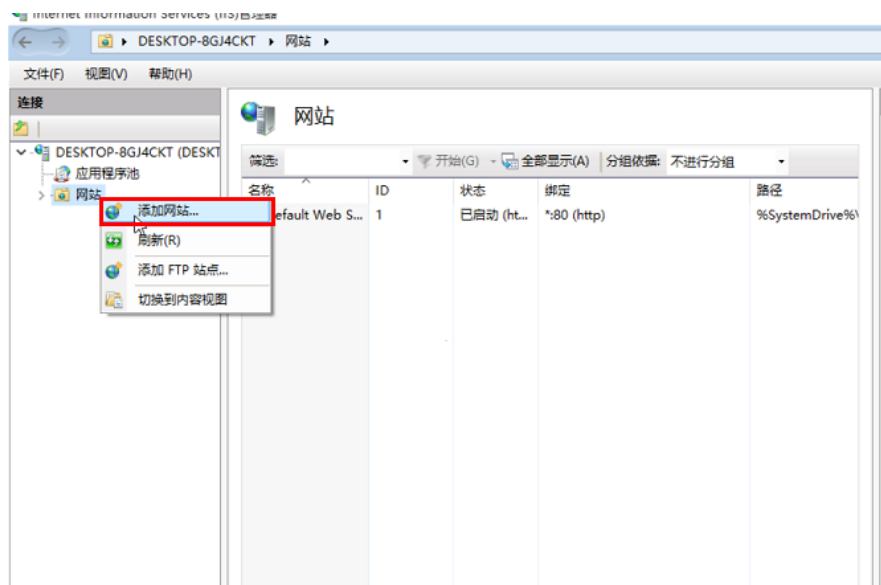 Internet Information Services (IIS)管理器
DESKTOP-8GJ4CKT 网站
文件(F) 视图(V) 帮助(H)
连接
网站
DESKTOP-8GJ4CKT (DESKT
应用程序池
网站
筛选: 开始(G) 全部显示(A) 分组依据: 不进行分组
名称 ID 状态 绑定 路径
efault Web S... 1 已启动 (ht... *:80 (http) %SystemDrive%\
添加网站...
刷新(R)
添加 FTP 站点...
切换到内容视图